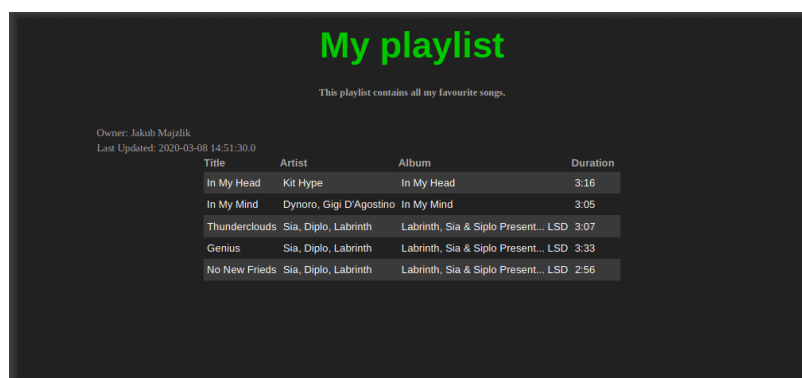 My playlist
This playlist contains all my favourite songs.
Owner: Jakub Majzlik
Last Updated: 2020-03-08 14:51:30.0
Title Artist Album Duration
In My Head Kit Hype In My Head 3:16
In My Mind Dynoro, Gigi D'Agostino In My Mind 3:05
Thunderclouds Sia, Diplo, Labrinth Labrinth, Sia & Siplo Present... LSD 3:07
Genius Sia, Diplo, Labrinth Labrinth, Sia & Siplo Present... LSD 3:33
No New Frieds Sia, Diplo, Labrinth Labrinth, Sia & Siplo Present... LSD 2:56